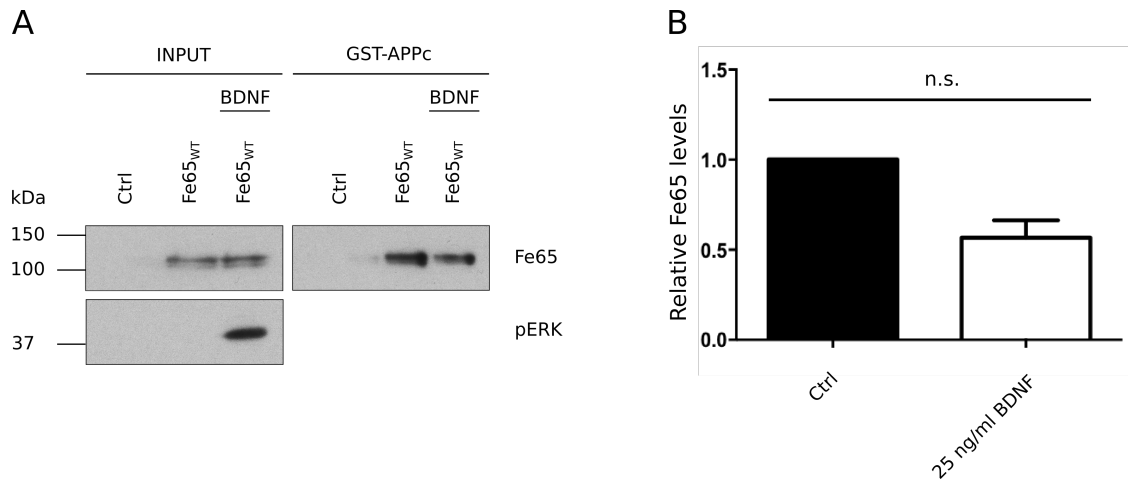 A
INPUT
GST-APPc
BDNF
BDNF
Ctrl
Fe65WT
Fe65WT
Ctrl
Fe65WT
Fe65WT
kDa
150
100
Fe65
37
pERK
B
n.s.
Relative Fe65 levels
1.5
1.0
0.5
0.0
Ctrl
25 ng/ml BDNF